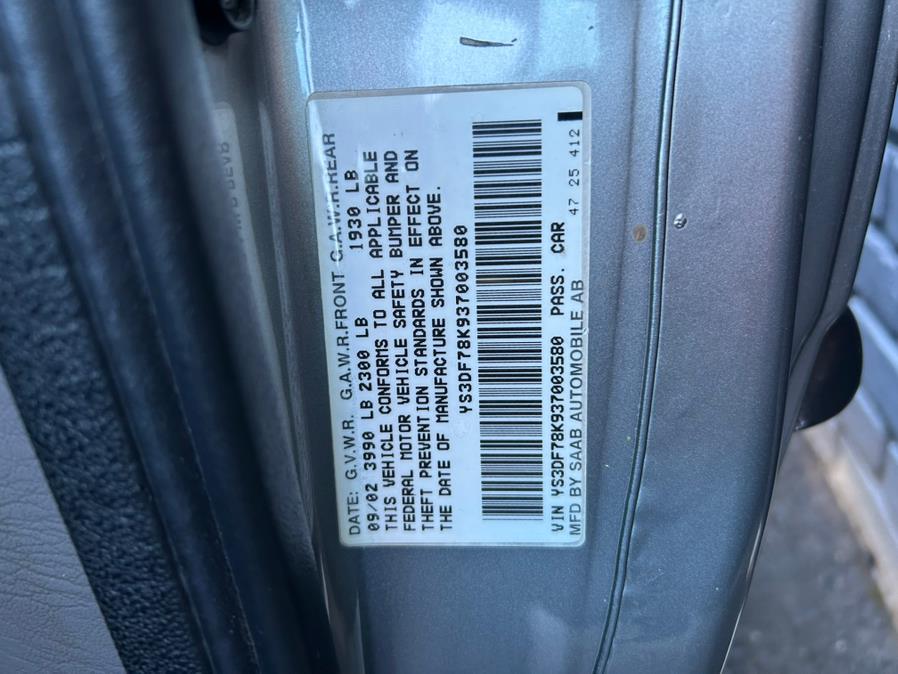 DATE: G.V.W.R. G.A.W.R.FRONT G.A.W.R.REAR
09/02 3990 LB 2300 LB 1930 LB
THIS VEHICLE CONFORMS TO ALL APPLICABLE
FEDERAL MOTOR VEHICLE SAFETY BUMPER AND
THEFT PREVENTION STANDARDS IN EFFECT ON
THE DATE OF MANUFACTURE SHOWN ABOVE.
YS3DF78K937003580
VIN YS3DF78K937003580 PASS. CAR
MFD BY SAAB AUTOMOBILE AB 47 25 412